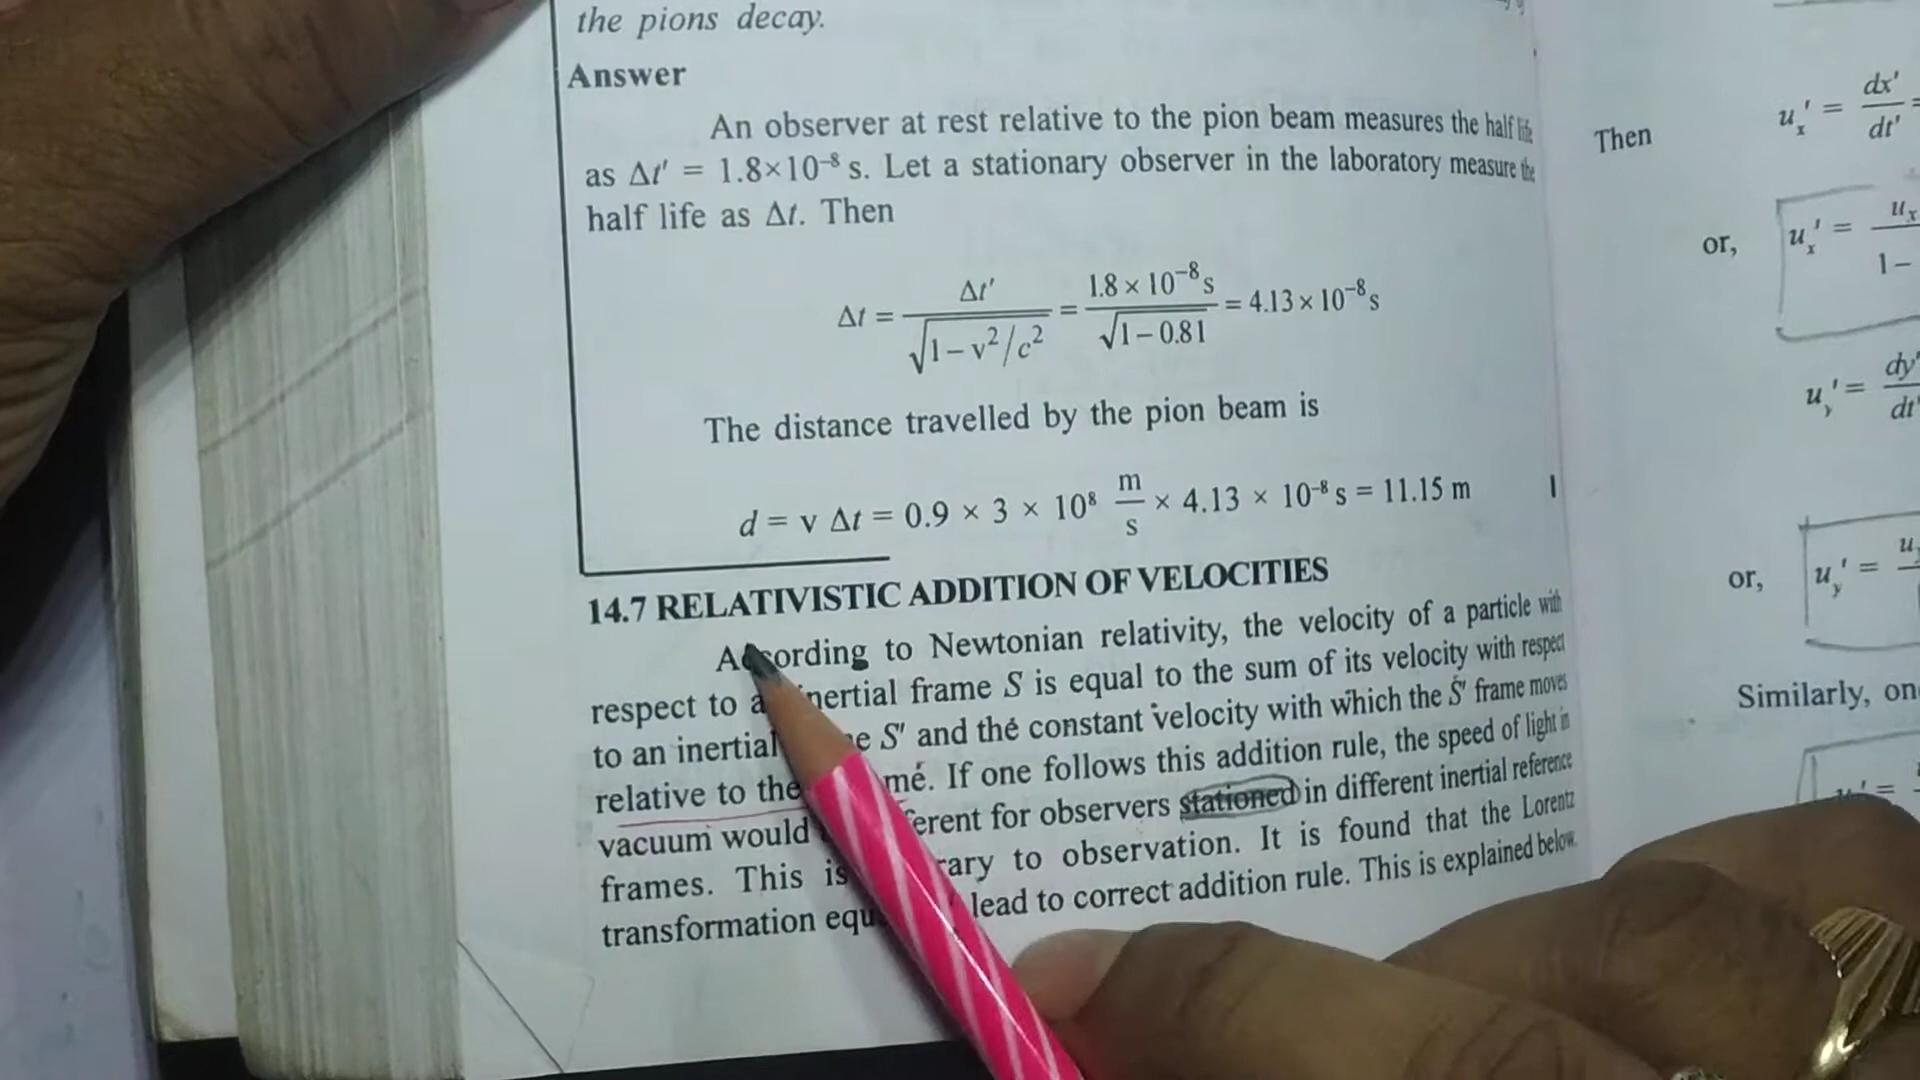 the pions decay.
Answer
An observer at rest relative to the pion beam measures the half life
as Δt′ = 1.8×10⁻⁸ s. Let a stationary observer in the laboratory measure the
half life as Δt. Then
Δt = Δt′ / √(1 − v²/c²) = 1.8 × 10⁻⁸ s / √(1 − 0.81) = 4.13 × 10⁻⁸ s
The distance travelled by the pion beam is
d = v Δt = 0.9 × 3 × 10⁸ m/s × 4.13 × 10⁻⁸ s = 11.15 m
14.7 RELATIVISTIC ADDITION OF VELOCITIES
According to Newtonian relativity, the velocity of a particle with
respect to inertial frame S is equal to the sum of its velocity with respect
to an inertial S′ and the constant velocity with which the S′ frame moves
relative to the If one follows this addition rule, the speed of light in
vacuum would for observers stationed in different inertial reference
frames. This is to observation. It is found that the Lorentz
transformation lead to correct addition rule. This is explained below.
Then uₓ′ = dx′/dt′ =
or, uₓ′ = uₓ / 1 −
u_y′ = dy′/dt′
or, u_y′ =
Similarly,